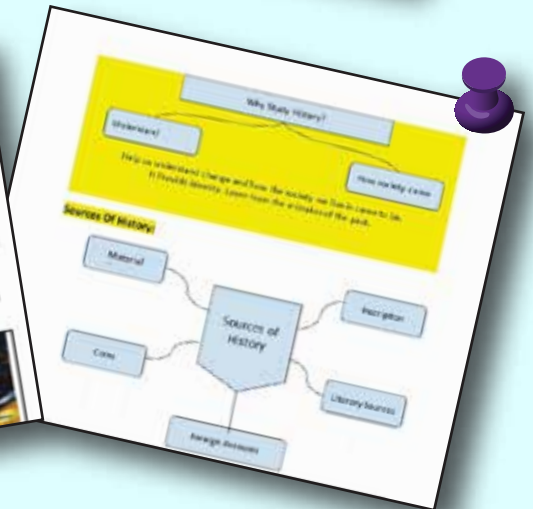 Why Study History?
Understand
How society came
Help us understand change and how the society we live in came to be.
It Provide Identity. Learn from the mistakes of the past.
Sources Of History:
Material
Inscription
Sources of
History
Coins
Literary Sources
Foreign Accounts